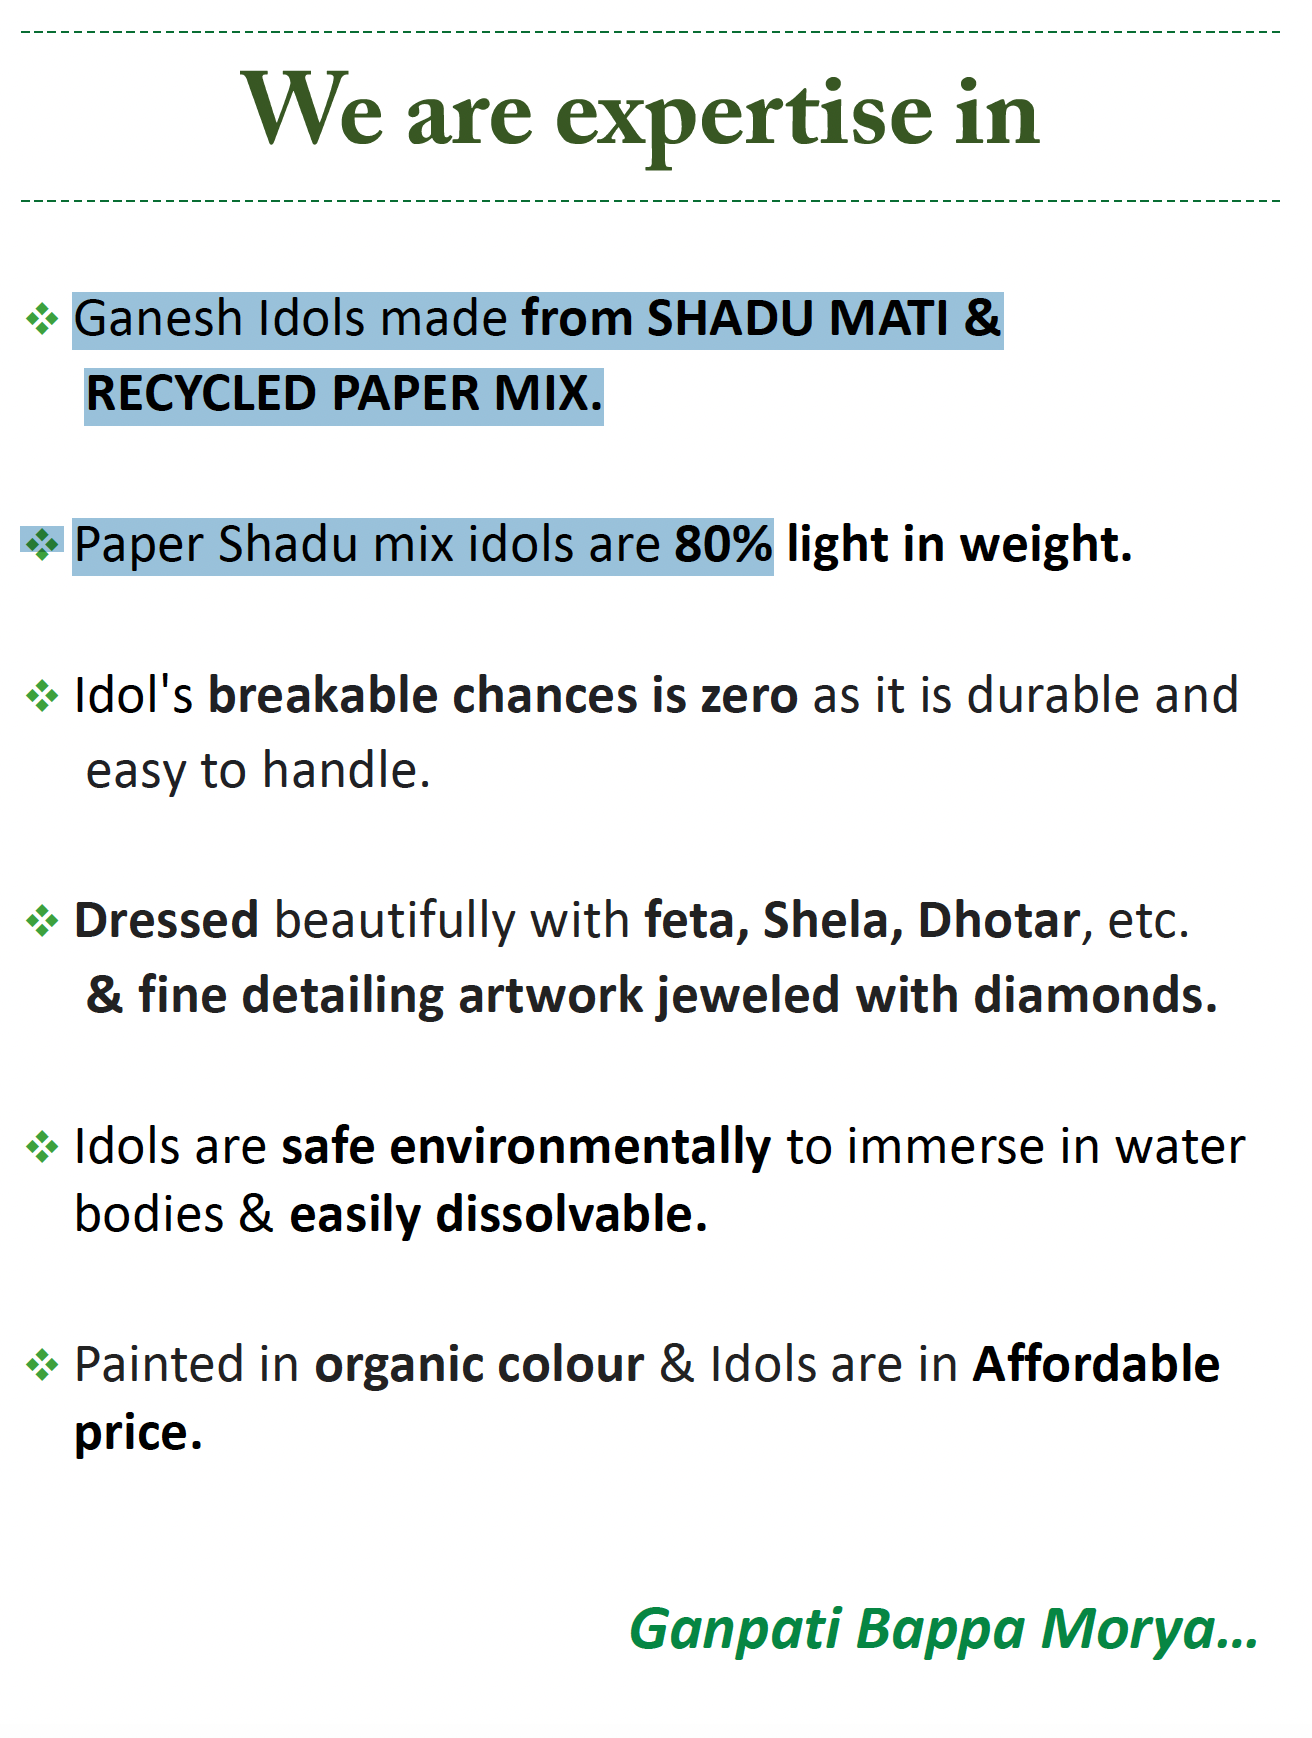 We are expertise in
Ganesh Idols made from SHADU MATI &
RECYCLED PAPER MIX.
Paper Shadu mix idols are 80% light in weight.
Idol's breakable chances is zero as it is durable and
easy to handle.
Dressed beautifully with feta, Shela, Dhotar, etc.
& fine detailing artwork jeweled with diamonds.
Idols are safe environmentally to immerse in water
bodies & easily dissolvable.
Painted in organic colour & Idols are in Affordable
price.
Ganpati Bappa Morya...